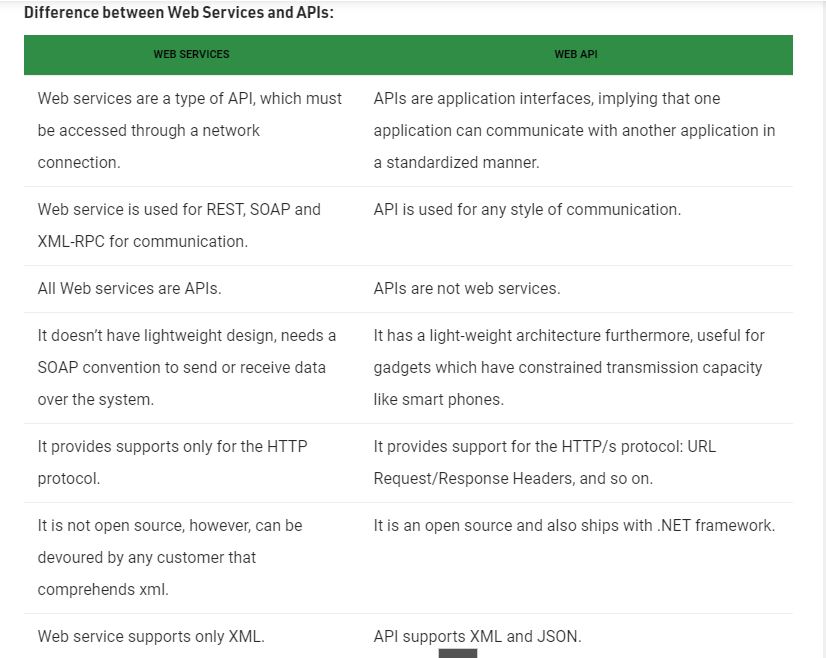 Difference between Web Services and APIs:
WEB SERVICES
WEB API
Web services are a type of API, which must
be accessed through a network
connection.
APIs are application interfaces, implying that one
application can communicate with another application in
a standardized manner.
Web service is used for REST, SOAP and
XML-RPC for communication.
API is used for any style of communication.
All Web services are APIs.
APIs are not web services.
It doesn’t have lightweight design, needs a
SOAP convention to send or receive data
over the system.
It has a light-weight architecture furthermore, useful for
gadgets which have constrained transmission capacity
like smart phones.
It provides supports only for the HTTP
protocol.
It provides support for the HTTP/s protocol: URL
Request/Response Headers, and so on.
It is not open source, however, can be
devoured by any customer that
comprehends xml.
It is an open source and also ships with .NET framework.
Web service supports only XML.
API supports XML and JSON.